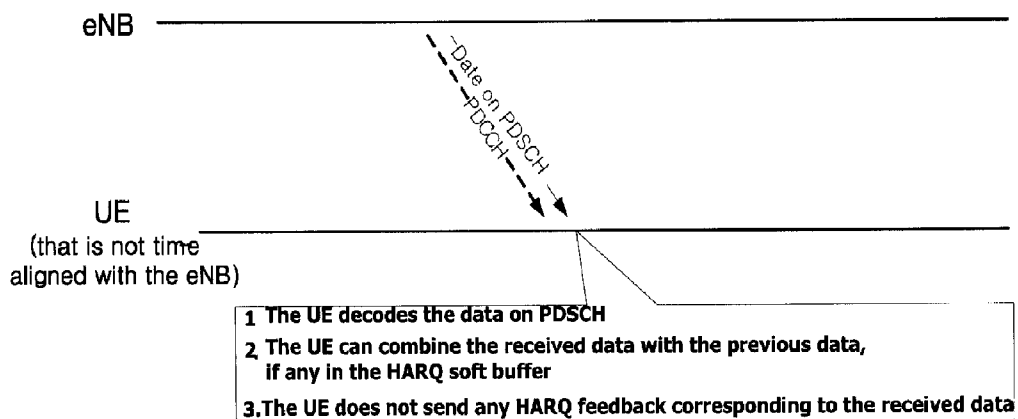 eNB
Date on PDSCH
PDCCH
UE
(that is not time
aligned with the eNB)
1 The UE decodes the data on PDSCH
2 The UE can combine the received data with the previous data,
if any in the HARQ soft buffer
3.The UE does not send any HARQ feedback corresponding to the received data